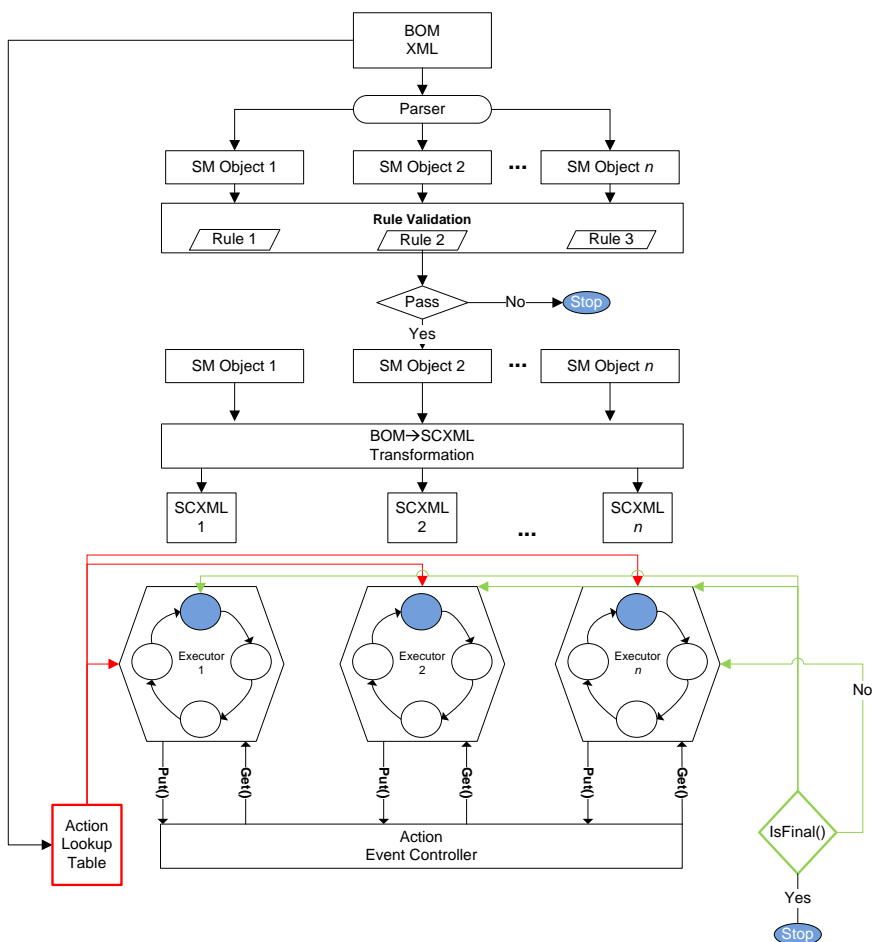 BOM
XML
Parser
SM Object 1
SM Object 2
...
SM Object n
Rule Validation
Rule 1
Rule 2
Rule 3
Pass
No
Stop
Yes
SM Object 1
SM Object 2
...
SM Object n
BOM→SCXML
Transformation
SCXML
1
SCXML
2
...
SCXML
n
Executor
1
Executor
2
Executor
n
No
Put()
Get()
Put()
Get()
Put()
Get()
Action
Lookup
Table
Action
Event Controller
IsFinal()
Yes
Stop